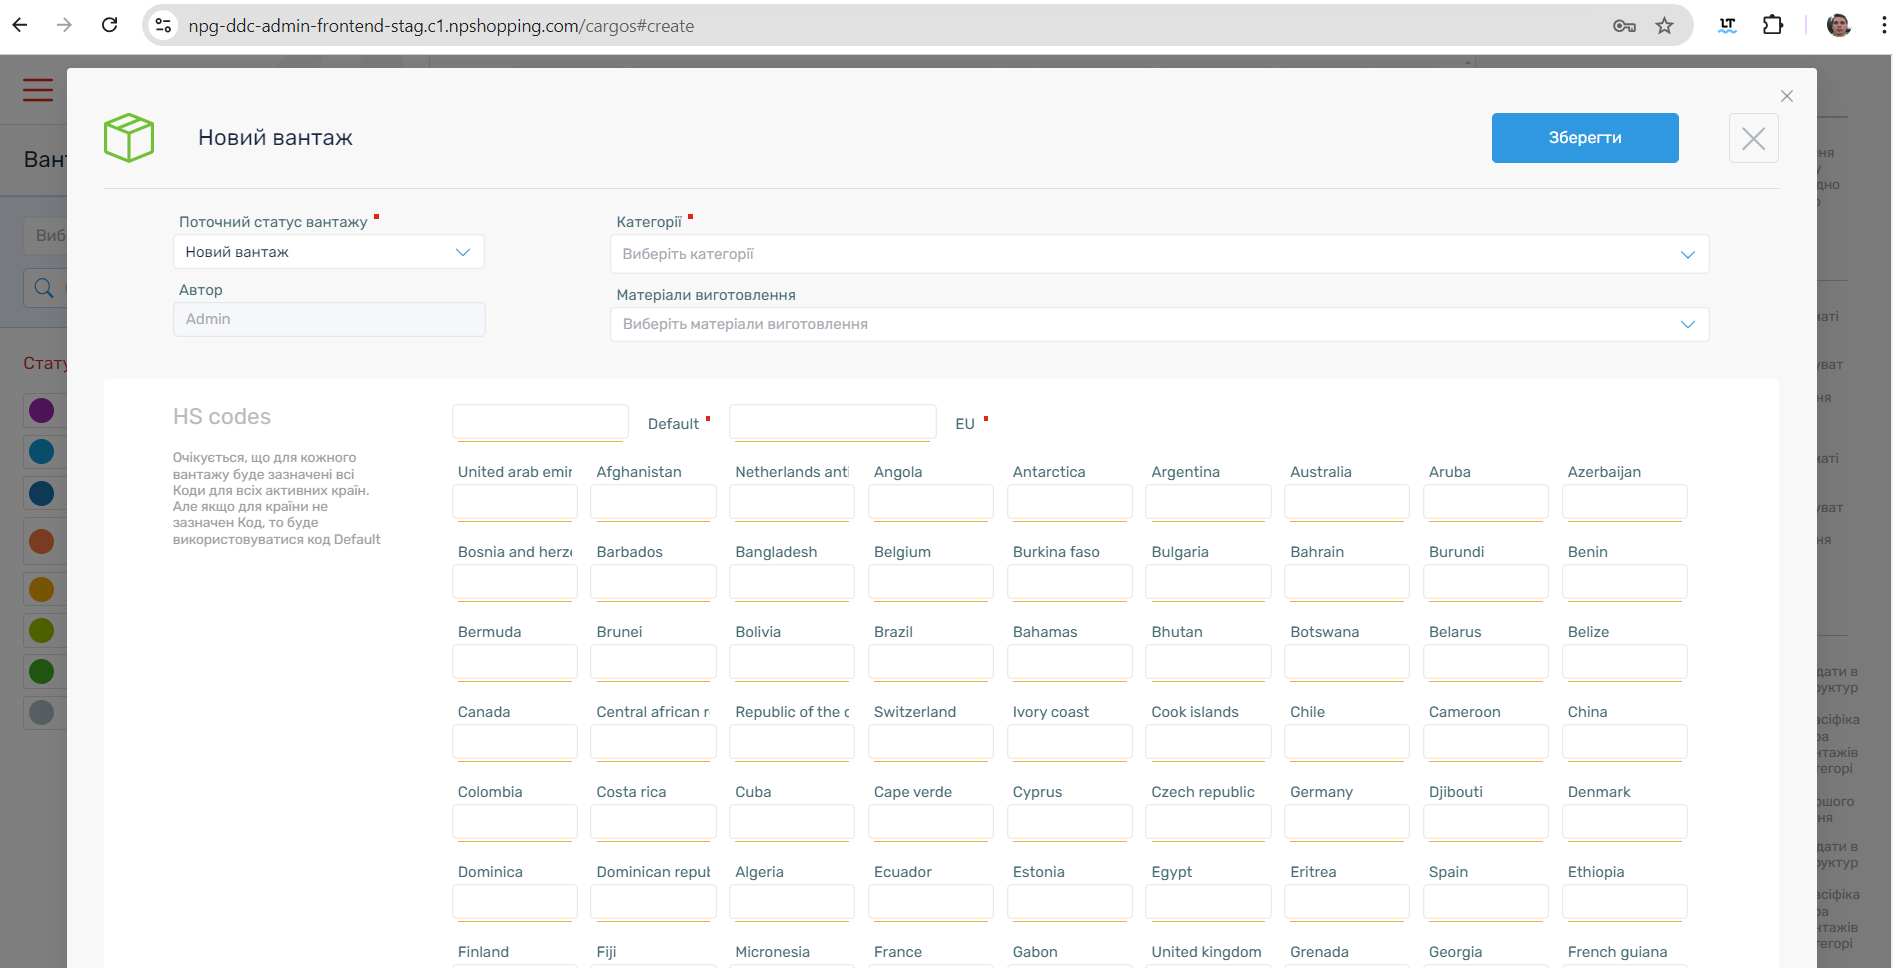 npg-ddc-admin-frontend-stag.c1.npshopping.com/cargos#create
LT
Новий вантаж
Зберегти
Поточний статус вантажу
Категорії
Новий вантаж
Виберіть категорії
Автор
Матеріали виготовлення
Admin
Виберіть матеріали виготовлення
HS codes
Default
EU
Очікується, що для кожного
вантажу буде зазначені всі
Коди для всіх активних країн.
Але якщо для країни не
зазначен Код, то буде
використовуватися код Default
United arab emir Afghanistan Netherlands anti Angola Antarctica Argentina Australia Aruba Azerbaijan
Bosnia and herze Barbados Bangladesh Belgium Burkina faso Bulgaria Bahrain Burundi Benin
Bermuda Brunei Bolivia Brazil Bahamas Bhutan Botswana Belarus Belize
Canada Central african r Republic of the c Switzerland Ivory coast Cook islands Chile Cameroon China
Colombia Costa rica Cuba Cape verde Cyprus Czech republic Germany Djibouti Denmark
Dominica Dominican repub Algeria Ecuador Estonia Egypt Eritrea Spain Ethiopia
Finland Fiji Micronesia France Gabon United kingdom Grenada Georgia French guiana